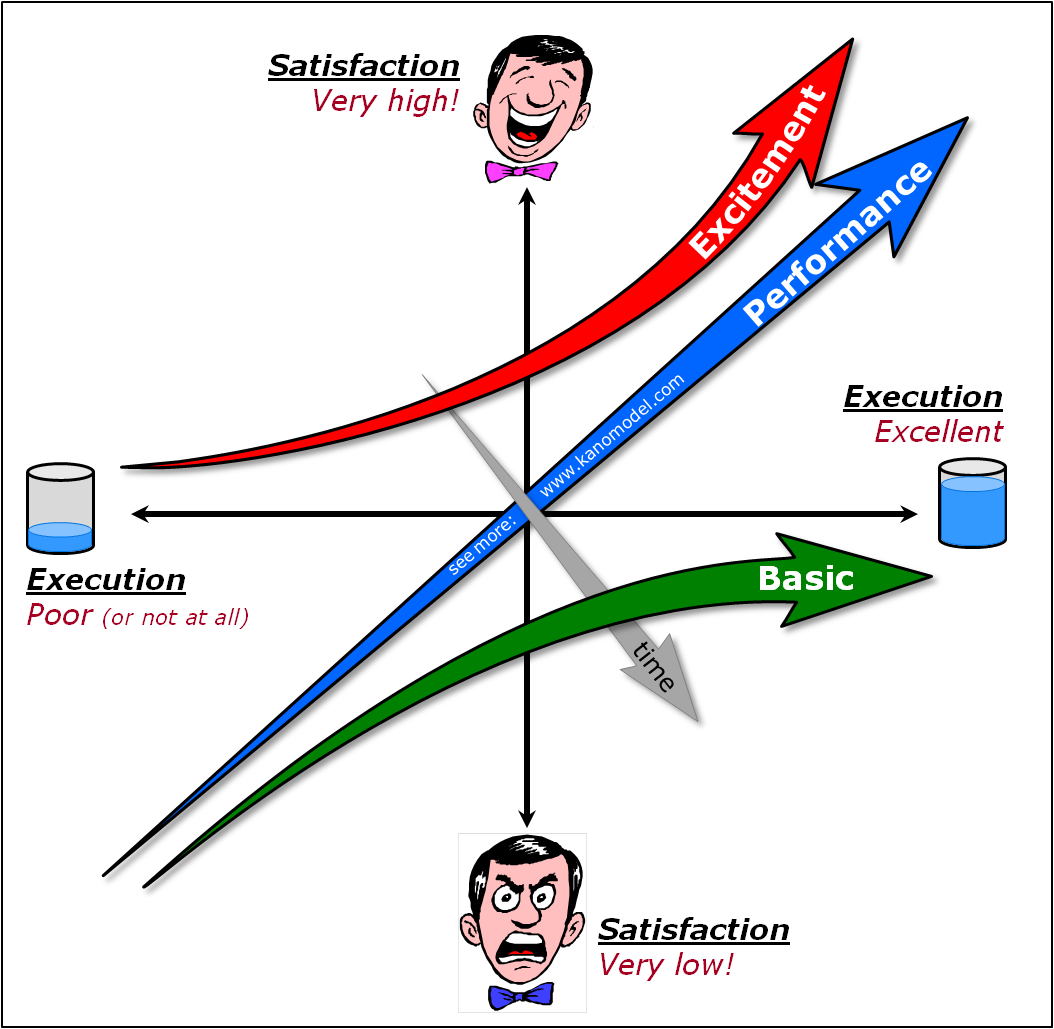 Satisfaction
Very high!
Excitement
Performance
www.kanomodel.com
see more:
Execution
Excellent
Execution
Poor (or not at all)
Basic
time
Satisfaction
Very low!